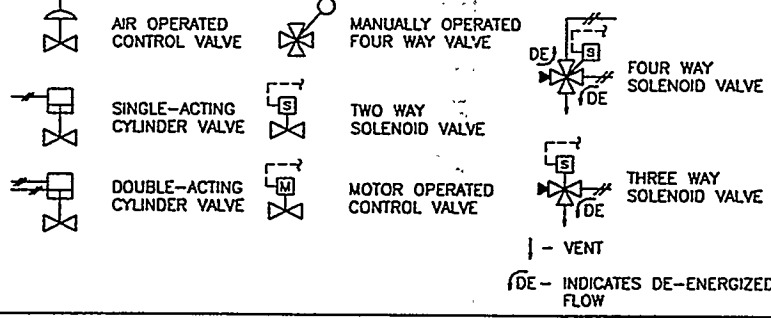 AIR OPERATED
CONTROL VALVE
SINGLE-ACTING
CYLINDER VALVE
DOUBLE-ACTING
CYLINDER VALVE
MANUALLY OPERATED
FOUR WAY VALVE
S
TWO WAY
SOLENOID VALVE
M
MOTOR OPERATED
CONTROL VALVE
DE
S
DE
FOUR WAY
SOLENOID VALVE
S
DE
THREE WAY
SOLENOID VALVE
- VENT
DE - INDICATES DE-ENERGIZED
FLOW